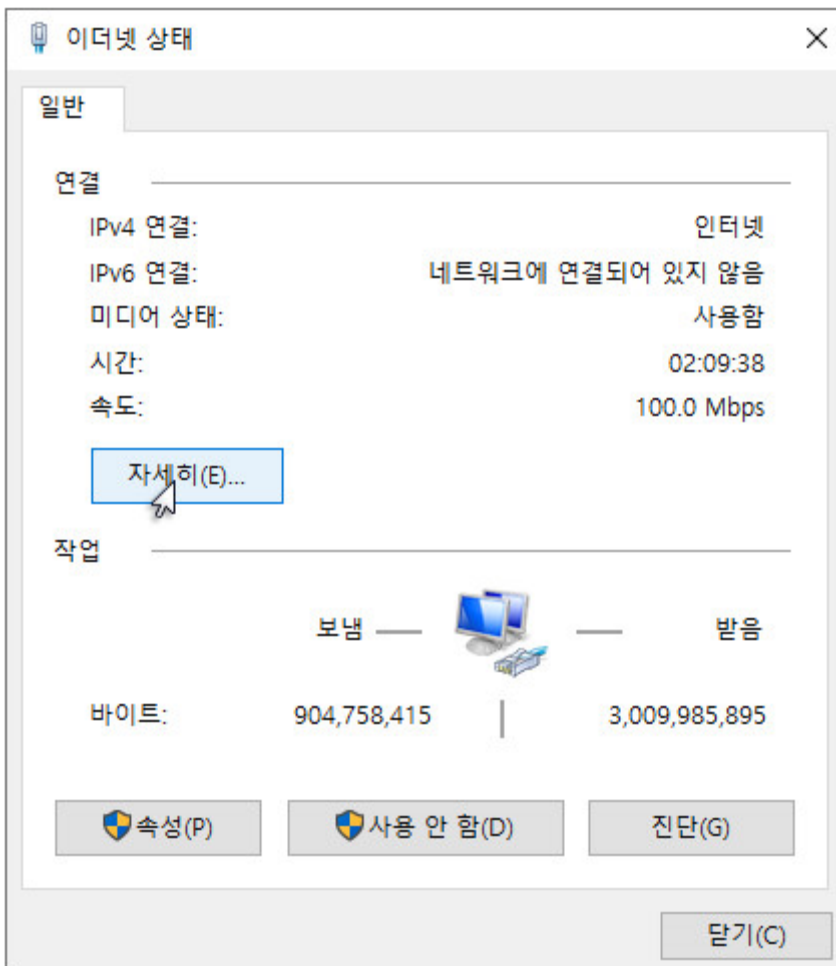 이더넷 상태
일반
연결
IPv4 연결: 인터넷
IPv6 연결: 네트워크에 연결되어 있지 않음
미디어 상태: 사용함
시간: 02:09:38
속도: 100.0 Mbps
자세히(E)...
작업
보냄 받음
바이트: 904,758,415 3,009,985,895
속성(P) 사용 안 함(D) 진단(G)
닫기(C)